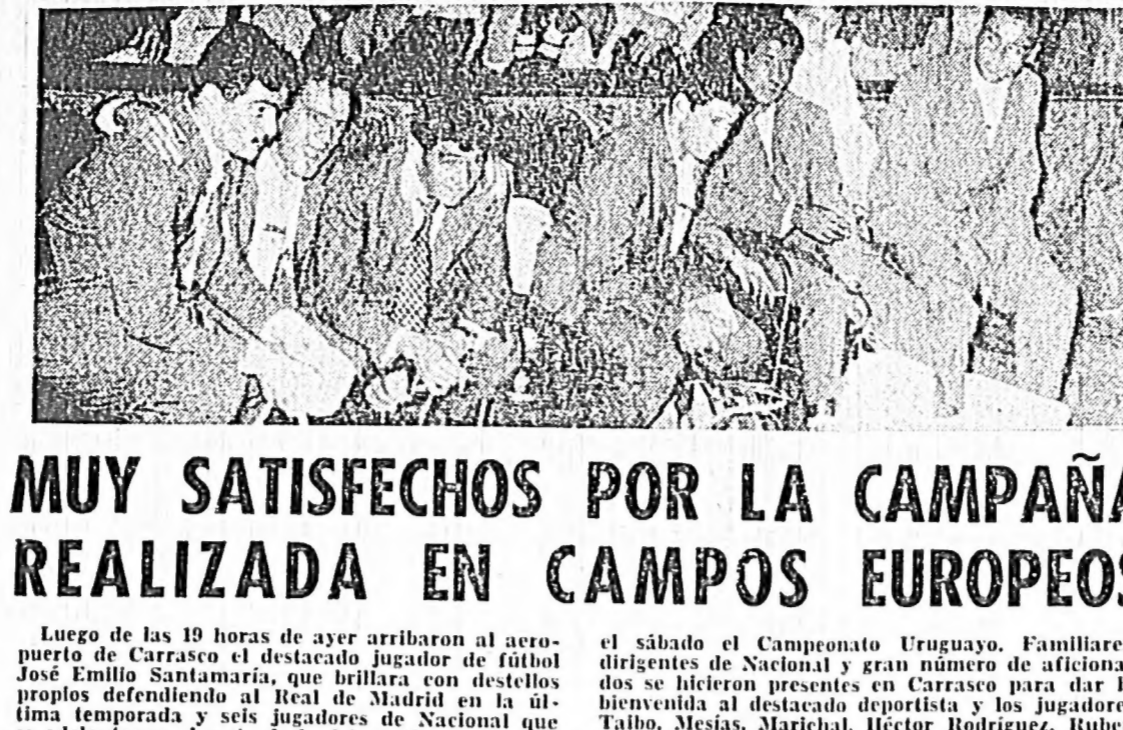 MUY SATISFECHOS POR LA CAMPAÑA
REALIZADA EN CAMPOS EUROPEOS
Luego de las 19 horas de ayer arribaron al aero-
puerto de Carrasco el destacado jugador de fútbol
José Emilio Santamaría, que brillara con destellos
propios defendiendo al Real de Madrid en la úl-
tima temporada y seis jugadores de Nacional que
el sábado el Campeonato Uruguayo. Familiare
dirigentes de Nacional y gran número de aficiona
dos se hicieron presentes en Carrasco para dar
bienvenida al destacado deportista y los jugadore
Taibo, Mesías, Marichal, Héctor Rodríguez, Rube